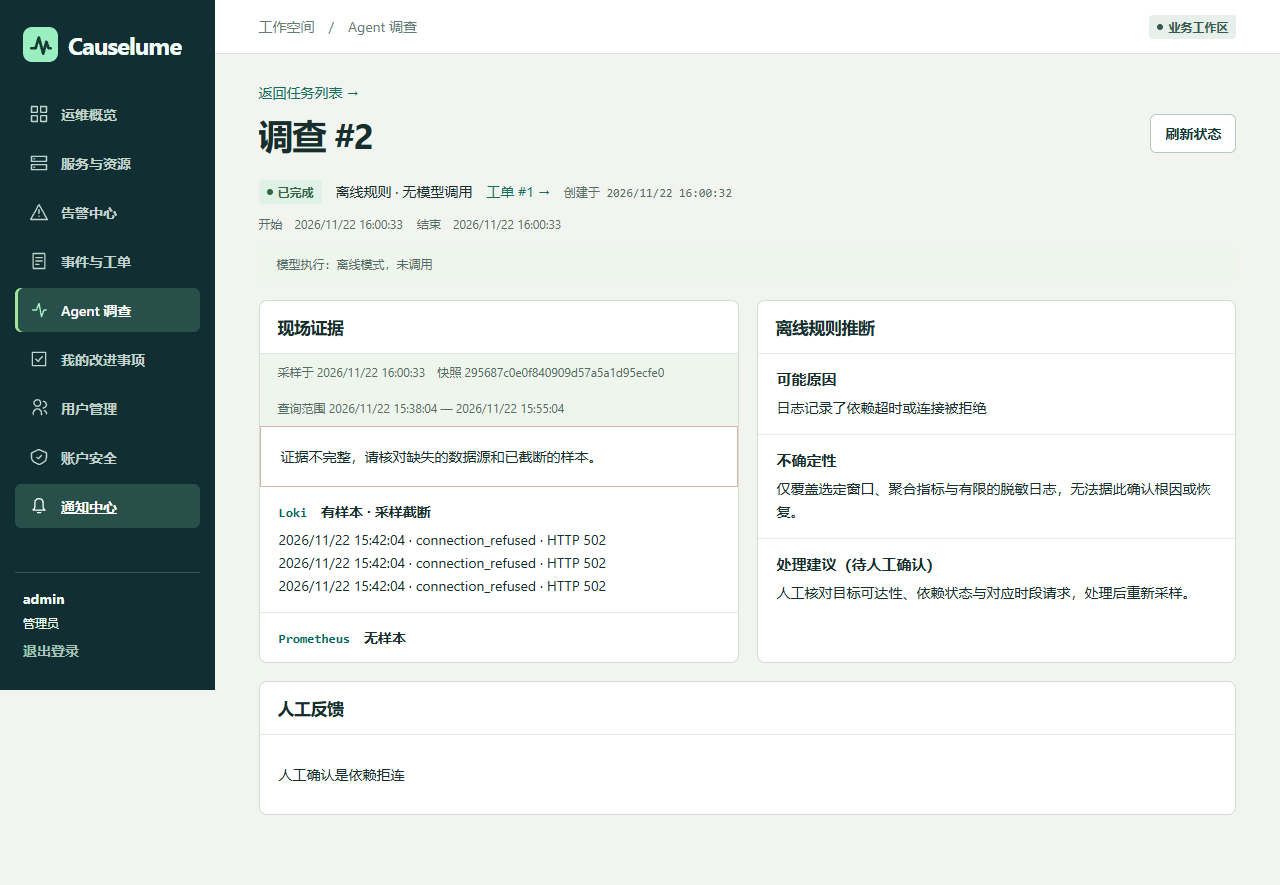 Causelume
运维概览
服务与资源
告警中心
事件与工单
Agent 调查
我的改进事项
用户管理
账户安全
通知中心
admin
管理员
退出登录
工作空间 / Agent 调查
业务工作区
返回任务列表 →
调查 #2
刷新状态
已完成 离线规则 · 无模型调用 工单 #1 → 创建于 2026/11/22 16:00:32
开始 2026/11/22 16:00:33 结束 2026/11/22 16:00:33
模型执行：离线模式，未调用
现场证据
采样于 2026/11/22 16:00:33 快照 295687c0e0f840909d57a5a1d95ecfe0
查询范围 2026/11/22 15:38:04 — 2026/11/22 15:55:04
证据不完整，请核对缺失的数据源和已截断的样本。
Loki 有样本 · 采样截断
2026/11/22 15:42:04 · connection_refused · HTTP 502
2026/11/22 15:42:04 · connection_refused · HTTP 502
2026/11/22 15:42:04 · connection_refused · HTTP 502
Prometheus 无样本
离线规则推断
可能原因
日志记录了依赖超时或连接被拒绝
不确定性
仅覆盖选定窗口、聚合指标与有限的脱敏日志，无法据此确认根因或恢
复。
处理建议（待人工确认）
人工核对目标可达性、依赖状态与对应时段请求，处理后重新采样。
人工反馈
人工确认是依赖拒连